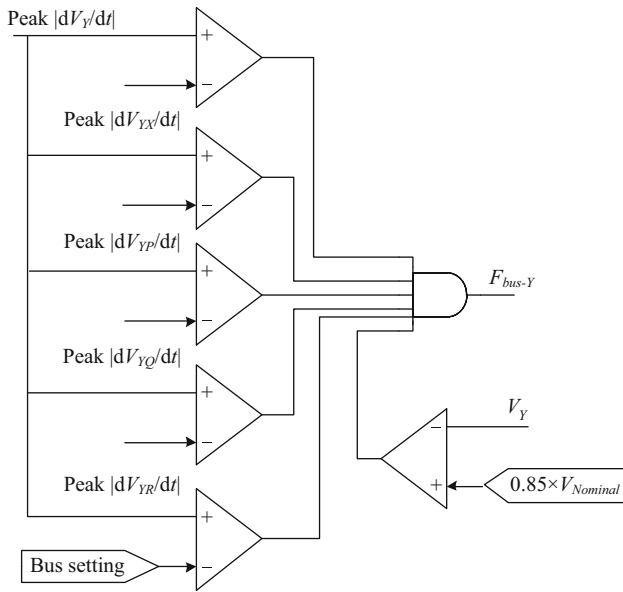 Peak |dV_Y/dt|
+
−
Peak |dV_YX/dt|
+
−
Peak |dV_YP/dt|
+
−
F_bus-Y
Peak |dV_YQ/dt|
+
−
V_Y
−
+
0.85×V_Nominal
Peak |dV_YR/dt|
+
−
Bus setting